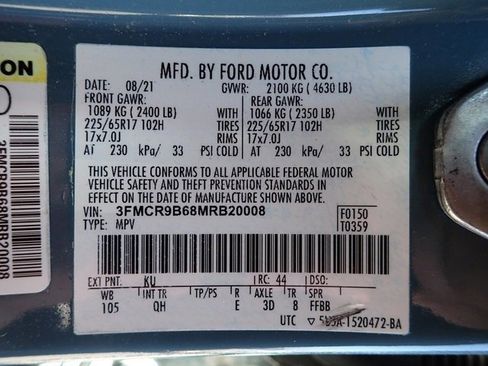 MFD. BY FORD MOTOR CO.
DATE: 08/21 GVWR: 2100 KG ( 4630 LB)
FRONT GAWR: REAR GAWR:
1089 KG ( 2400 LB) WITH 1066 KG ( 2350 LB) WITH
225/65R17 102H TIRES 225/65R17 102H TIRES
17x7.0J RIMS 17x7.0J RIMS
AT 230 kPa/ 33 PSI COLD AT 230 kPa/ 33 PSI COLD
THIS VEHICLE CONFORMS TO ALL APPLICABLE FEDERAL MOTOR
VEHICLE SAFETY AND THEFT PREVENTION STANDARDS IN EFFECT
ON THE DATE OF MANUFACTURE SHOWN ABOVE.
VIN: 3FMCR9B68MRB20008 F0150
TYPE: MPV T0359
EXT PNT: KU RC: 44 DSO:
WB INT TR TP/PS R AXLE TR SPR
105 QH E 3D 8 FFBB
UTC ▽ -1520472-BA
ON
3FMCR9B68MRB20008